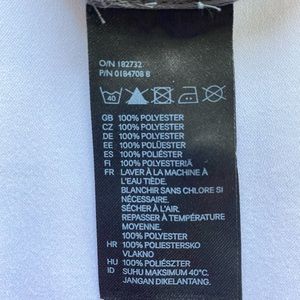 O/N 182732
P/N 0184708 8
40
GB 100% POLYESTER
CZ 100% POLYESTER
DE 100% POLYESTER
EE 100% POLÜESTER
ES 100% POLIÉSTER
FI 100% POLYESTERIÄ
FR LAVER À LA MACHINE À
L'EAU TIÈDE.
BLANCHIR SANS CHLORE SI
NÉCESSAIRE.
SÉCHER À L'AIR.
REPASSER À TEMPÉRATURE
MOYENNE.
100% POLYESTER
HR 100% POLIESTERSKO
VLAKNO
HU 100% POLIÉSZTER
ID SUHU MAKSIMUM 40°C.
JANGAN DIKELANTANG.